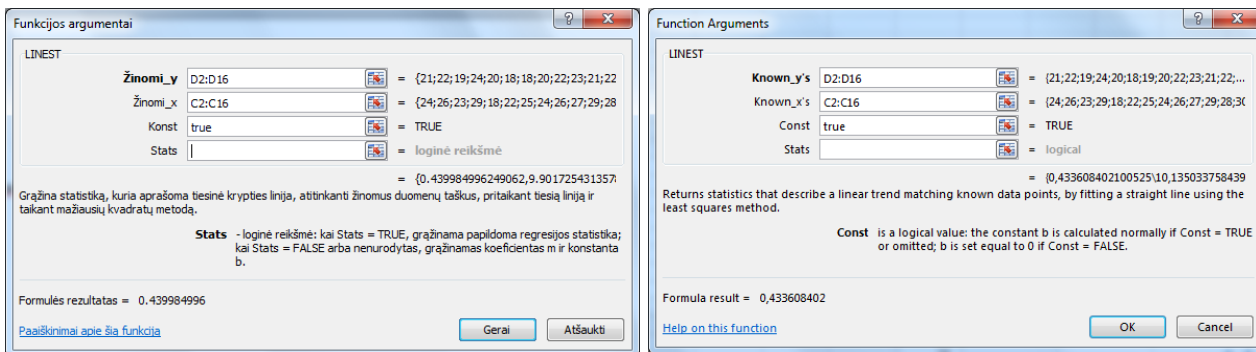 Funkcijos argumentai
LINEST
Žinomi_y D2:D16 = {21;22;19;24;20;18;18;20;22;23;21;22
Žinomi_x C2:C16 = {24;26;23;29;18;22;25;24;26;27;29;28
Konst true = TRUE
Stats = loginė reikšmė
= {0.439984996249062,9.901725431357
Grąžina statistiką, kuria aprašoma tiesinė krypties linija, atitinkanti žinomus duomenų taškus, pritaikant tiesią liniją ir
taikant mažiausių kvadratų metodą.
Stats - loginė reikšmė: kai Stats = TRUE, grąžinama papildoma regresijos statistika;
kai Stats = FALSE arba nenurodytas, grąžinamas koeficientas m ir konstanta
b.
Formulės rezultatas = 0.439984996
Paaiškinimai apie šia funkcija
Gerai Atšaukti
Function Arguments
LINEST
Known_y's D2:D16 = {21;22;19;24;20;18;19;20;22;23;21;22;...
Known_x's C2:C16 = {24;26;23;29;18;22;25;24;26;27;29;28;30
Const true = TRUE
Stats = logical
= {0,433608402100525\10,135033758439
Returns statistics that describe a linear trend matching known data points, by fitting a straight line using the
least squares method.
Const is a logical value: the constant b is calculated normally if Const = TRUE
or omitted; b is set equal to 0 if Const = FALSE.
Formula result = 0,433608402
Help on this function
OK Cancel